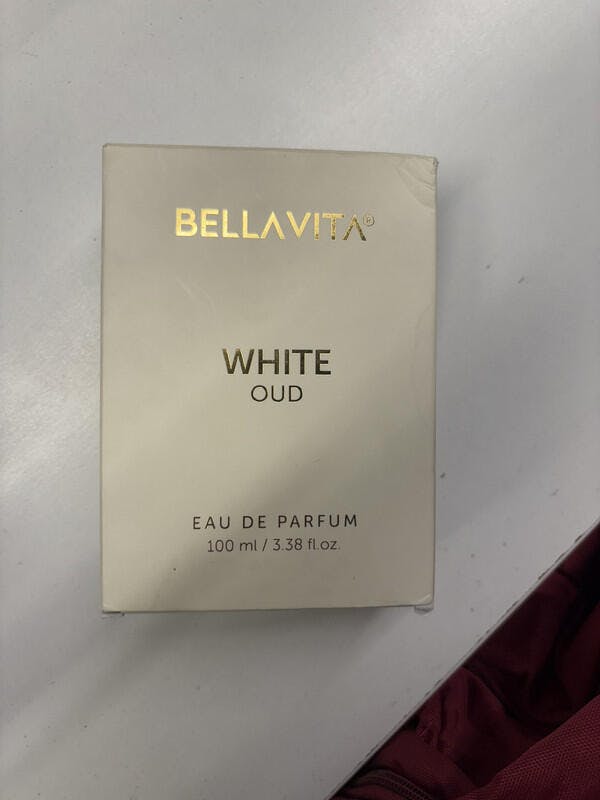 BELLAVITA®
WHITE
OUD
EAU DE PARFUM
100 ml / 3.38 fl.oz.